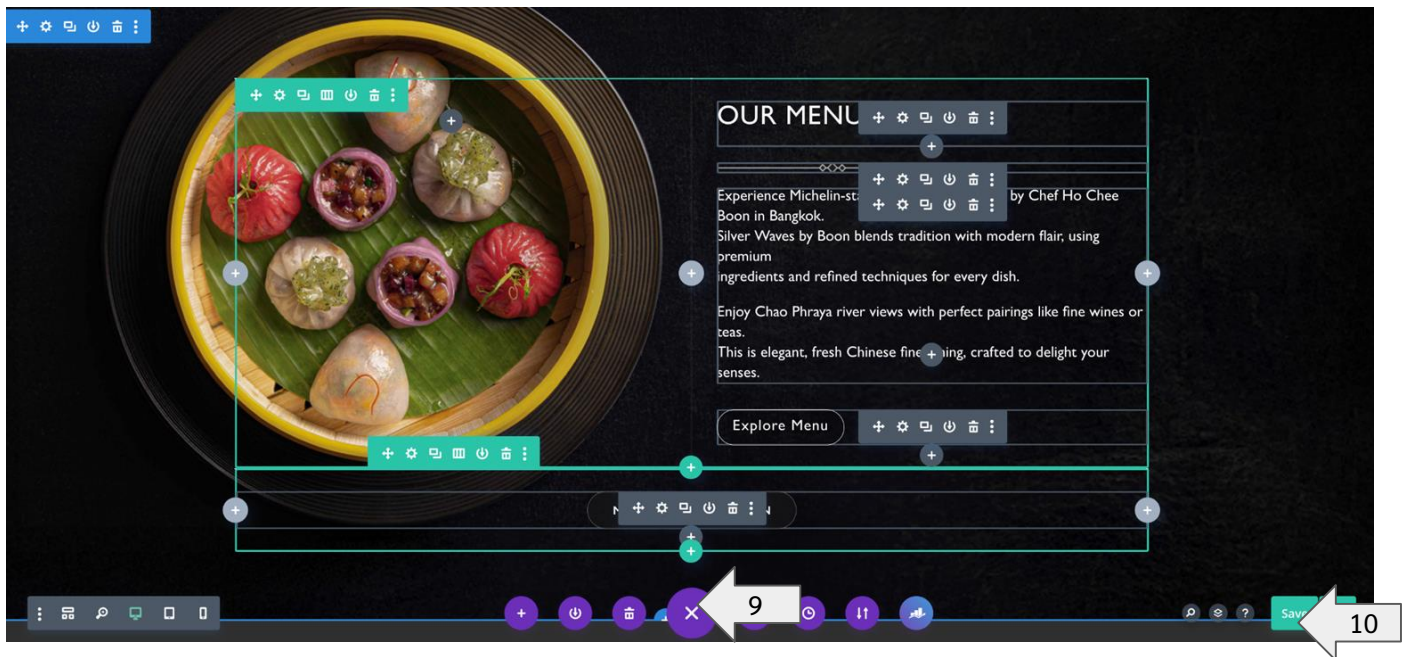 OUR MENU
Experience Michelin-st by Chef Ho Chee
Boon in Bangkok.
Silver Waves by Boon blends tradition with modern flair, using
premium
ingredients and refined techniques for every dish.
Enjoy Chao Phraya river views with perfect pairings like fine wines or
teas.
This is elegant, fresh Chinese fine ing, crafted to delight your
senses.
Explore Menu
9
?
Save
10